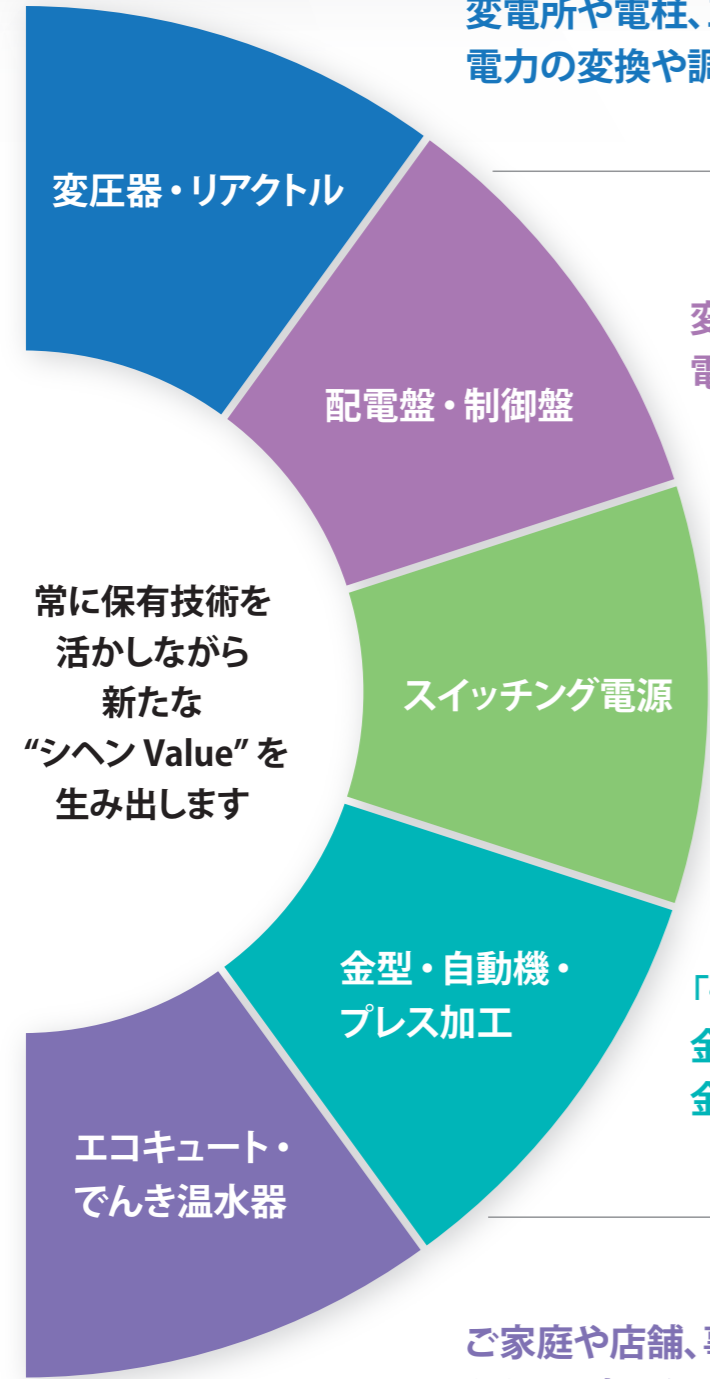 変電所や電柱、
電力の変換や
変圧器・リアクトル
配電盤・制御盤
常に保有技術を
活かしながら
新たな
“シヘン Value” を
生み出します
スイッチング電源
金型・自動機・
プレス加工
エコキュート・
でんき温水器
ご家庭や店舗、